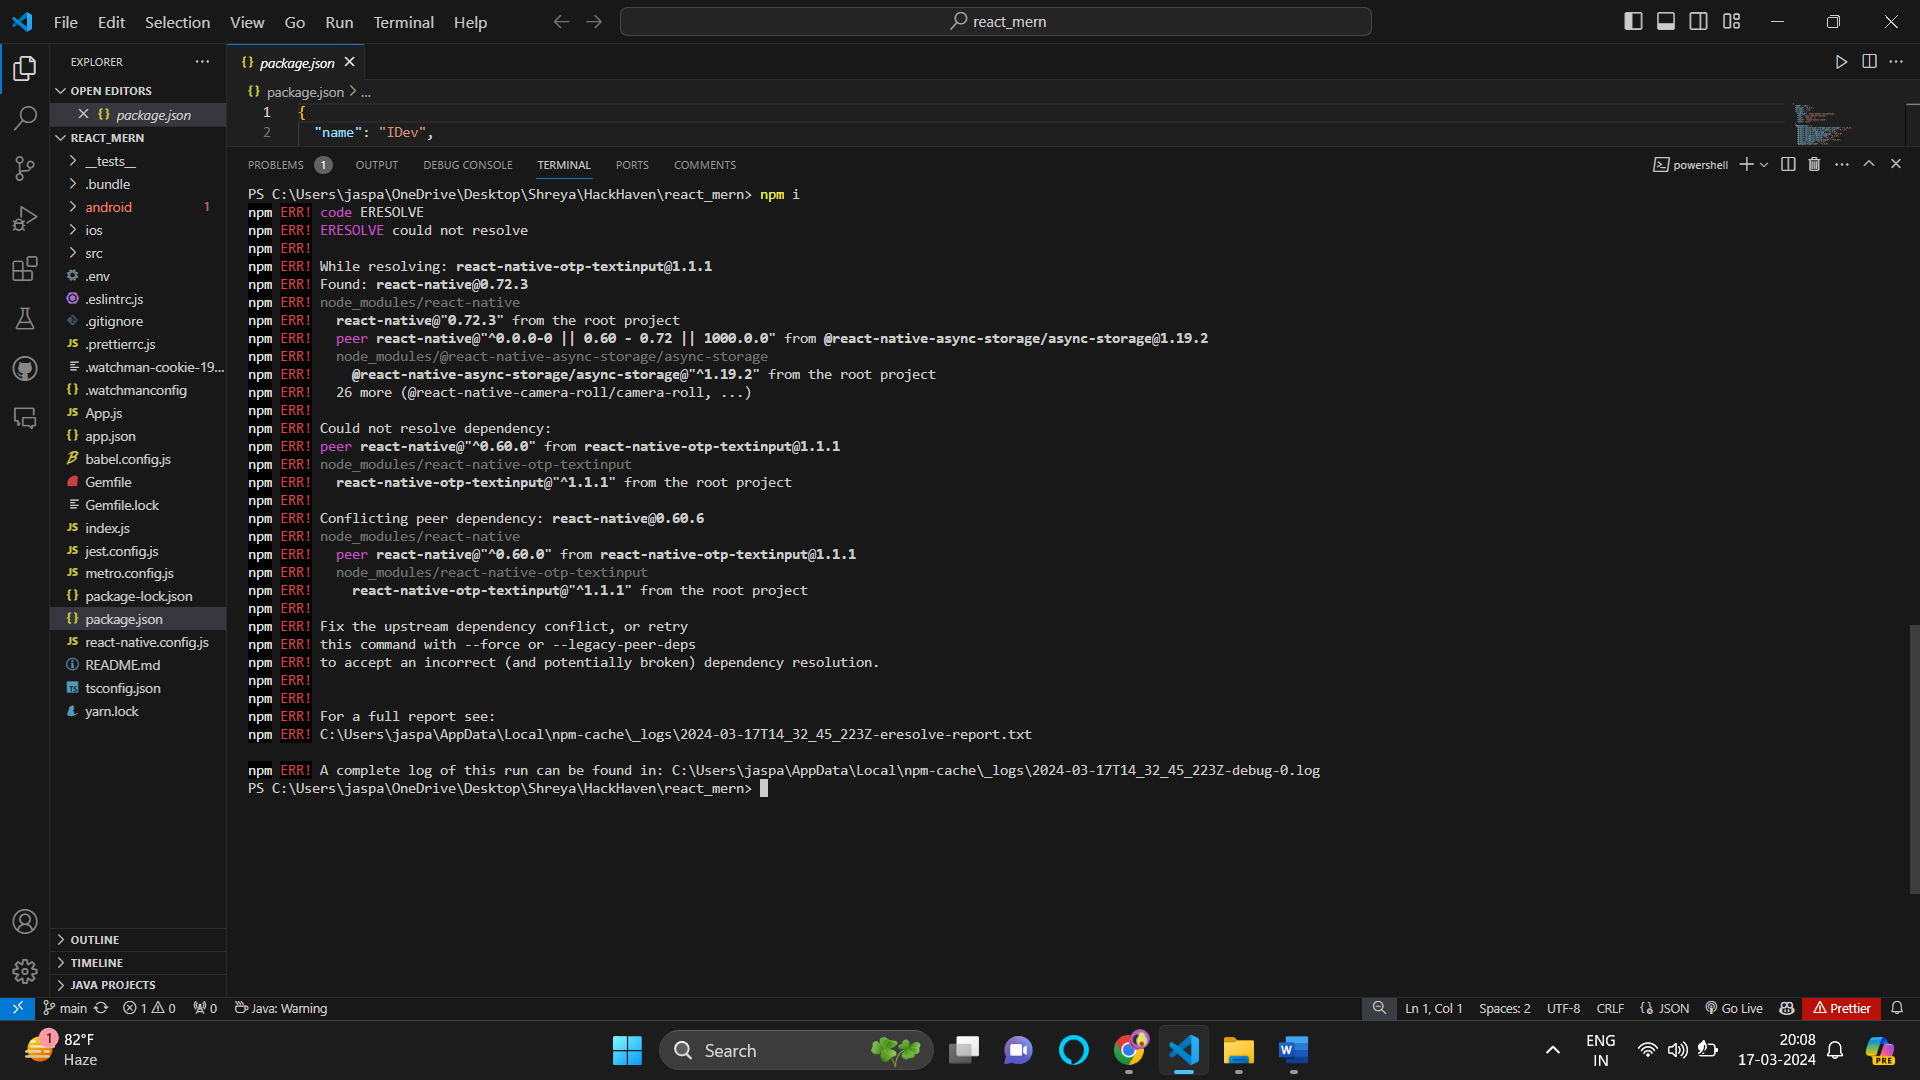 File Edit Selection View Go Run Terminal Help
react_mern
EXPLORER
OPEN EDITORS
package.json
REACT_MERN
__tests__
.bundle
android 1
ios
src
.env
.eslintrc.js
.gitignore
.prettierrc.js
.watchman-cookie-19...
.watchmanconfig
App.js
app.json
babel.config.js
Gemfile
Gemfile.lock
index.js
jest.config.js
metro.config.js
package-lock.json
package.json
react-native.config.js
README.md
tsconfig.json
yarn.lock
OUTLINE
TIMELINE
JAVA PROJECTS
package.json
package.json > ...
1 {
2 "name": "IDev",
PROBLEMS 1 OUTPUT DEBUG CONSOLE TERMINAL PORTS COMMENTS
powershell
PS C:\Users\jaspa\OneDrive\Desktop\Shreya\HackHaven\react_mern> npm i
npm ERR! code ERESOLVE
npm ERR! ERESOLVE could not resolve
npm ERR!
npm ERR! While resolving: react-native-otp-textinput@1.1.1
npm ERR! Found: react-native@0.72.3
npm ERR! node_modules/react-native
npm ERR! react-native@"0.72.3" from the root project
npm ERR! peer react-native@"^0.0.0-0 || 0.60 - 0.72 || 1000.0.0" from @react-native-async-storage/async-storage@1.19.2
npm ERR! node_modules/@react-native-async-storage/async-storage
npm ERR! @react-native-async-storage/async-storage@"^1.19.2" from the root project
npm ERR! 26 more (@react-native-camera-roll/camera-roll, ...)
npm ERR!
npm ERR! Could not resolve dependency:
npm ERR! peer react-native@"^0.60.0" from react-native-otp-textinput@1.1.1
npm ERR! node_modules/react-native-otp-textinput
npm ERR! react-native-otp-textinput@"^1.1.1" from the root project
npm ERR!
npm ERR! Conflicting peer dependency: react-native@0.60.6
npm ERR! node_modules/react-native
npm ERR! peer react-native@"^0.60.0" from react-native-otp-textinput@1.1.1
npm ERR! node_modules/react-native-otp-textinput
npm ERR! react-native-otp-textinput@"^1.1.1" from the root project
npm ERR!
npm ERR! Fix the upstream dependency conflict, or retry
npm ERR! this command with --force or --legacy-peer-deps
npm ERR! to accept an incorrect (and potentially broken) dependency resolution.
npm ERR!
npm ERR!
npm ERR! For a full report see:
npm ERR! C:\Users\jaspa\AppData\Local\npm-cache\_logs\2024-03-17T14_32_45_223Z-eresolve-report.txt
npm ERR! A complete log of this run can be found in: C:\Users\jaspa\AppData\Local\npm-cache\_logs\2024-03-17T14_32_45_223Z-debug-0.log
PS C:\Users\jaspa\OneDrive\Desktop\Shreya\HackHaven\react_mern>
main 1 0 0 Java: Warning
Ln 1, Col 1 Spaces: 2 UTF-8 CRLF {} JSON Go Live Prettier
1
82°F
Haze
Search
ENG
IN
20:08
17-03-2024
PRE